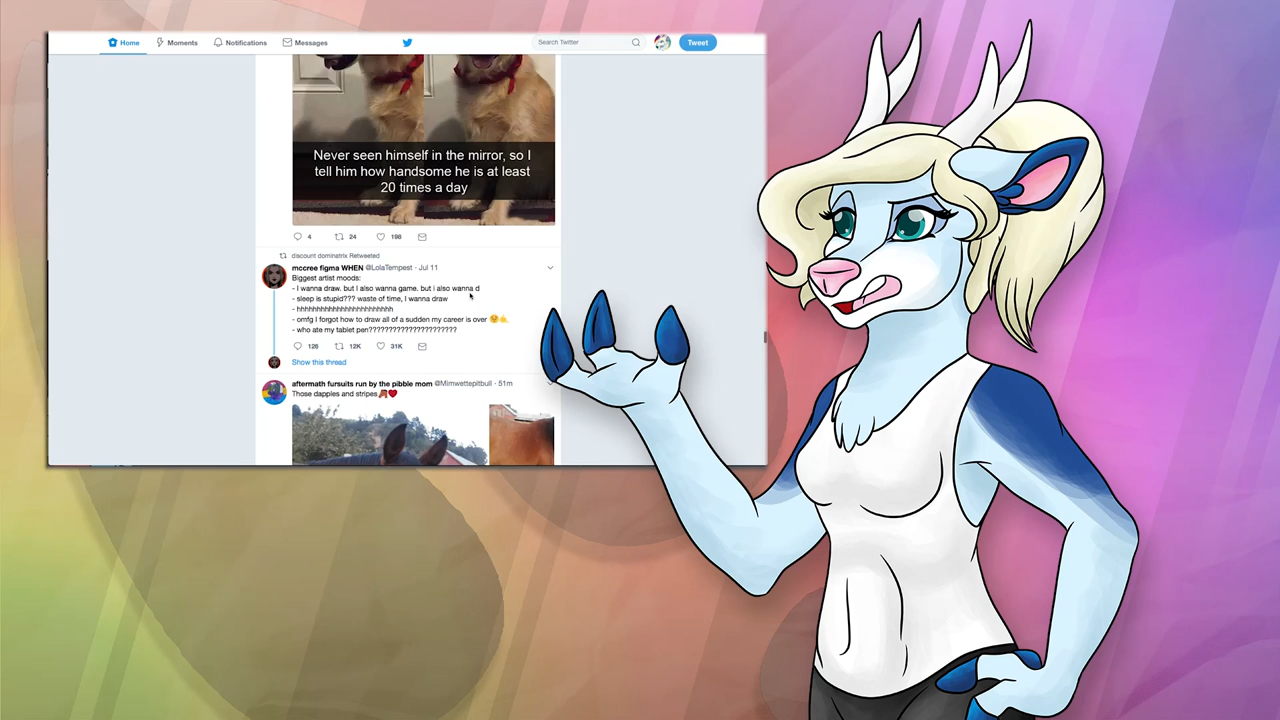 Home Moments Notifications Messages Search Twitter Tweet
Never seen himself in the mirror, so I
tell him how handsome he is at least
20 times a day
4 24 198
discount dominatrix Retweeted
mccree figma WHEN @LolaTempest · Jul 11
Biggest artist moods:
- I wanna draw. but I also wanna game. but i also wanna d
- sleep is stupid??? waste of time, I wanna draw
- hhhhhhhhhhhhhhhhhhhhhhh
- omfg I forgot how to draw all of a sudden my career is over 🤗👍
- who ate my tablet pen???????????????????????
126 12K 31K
Show this thread
aftermath fursuits run by the pibble mom @Mimwettepitbull · 51m
Those dapples and stripes🐴❤️